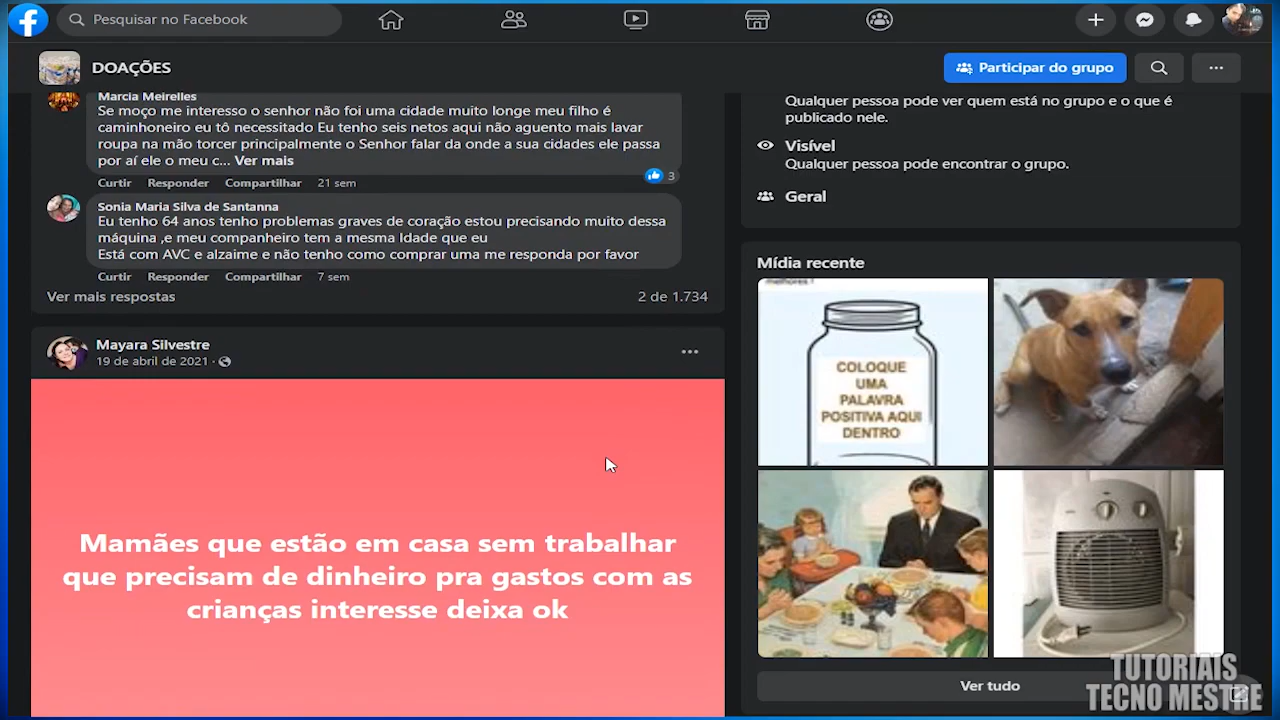 Pesquisar no Facebook
DOAÇÕES
Participar do grupo
Marcia Meirelles
Se moço me interesso o senhor não foi uma cidade muito longe meu filho é
caminhoneiro eu tô necessitado Eu tenho seis netos aqui não aguento mais lavar
roupa na mão torcer principalmente o Senhor falar da onde a sua cidades ele passa
por aí ele o meu c... Ver mais
Curtir Responder Compartilhar 21 sem
3
Sonia Maria Silva de Santanna
Eu tenho 64 anos tenho problemas graves de coração estou precisando muito dessa
máquina ,e meu companheiro tem a mesma Idade que eu
Está com AVC e alzaime e não tenho como comprar uma me responda por favor
Curtir Responder Compartilhar 7 sem
Ver mais respostas
2 de 1.734
Mayara Silvestre
19 de abril de 2021 ·
Mamães que estão em casa sem trabalhar
que precisam de dinheiro pra gastos com as
crianças interesse deixa ok
Qualquer pessoa pode ver quem está no grupo e o que é
publicado nele.
Visível
Qualquer pessoa pode encontrar o grupo.
Geral
Mídia recente
melhores !
COLOQUE
UMA
PALAVRA
POSITIVA AQUI
DENTRO
Ver tudo
TUTORIAIS
TECNO MESTRE